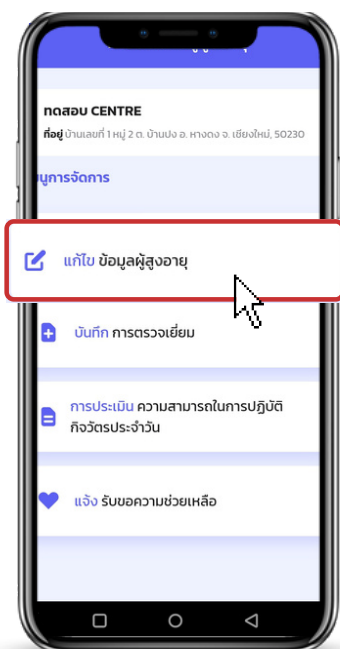 ทดสอบ CENTRE
ที่อยู่ บ้านเลขที่ 1 หมู่ 2 ต. บ้านปง อ. หางดง จ. เชียงใหม่, 50230
นูการจัดการ
แก้ไข ข้อมูลผู้สูงอายุ
บันทึก การตรวจเยี่ยม
การประเมิน ความสามารถในการปฏิบัติ
กิจวัตรประจำวัน
แจ้ง รับขอความช่วยเหลือ